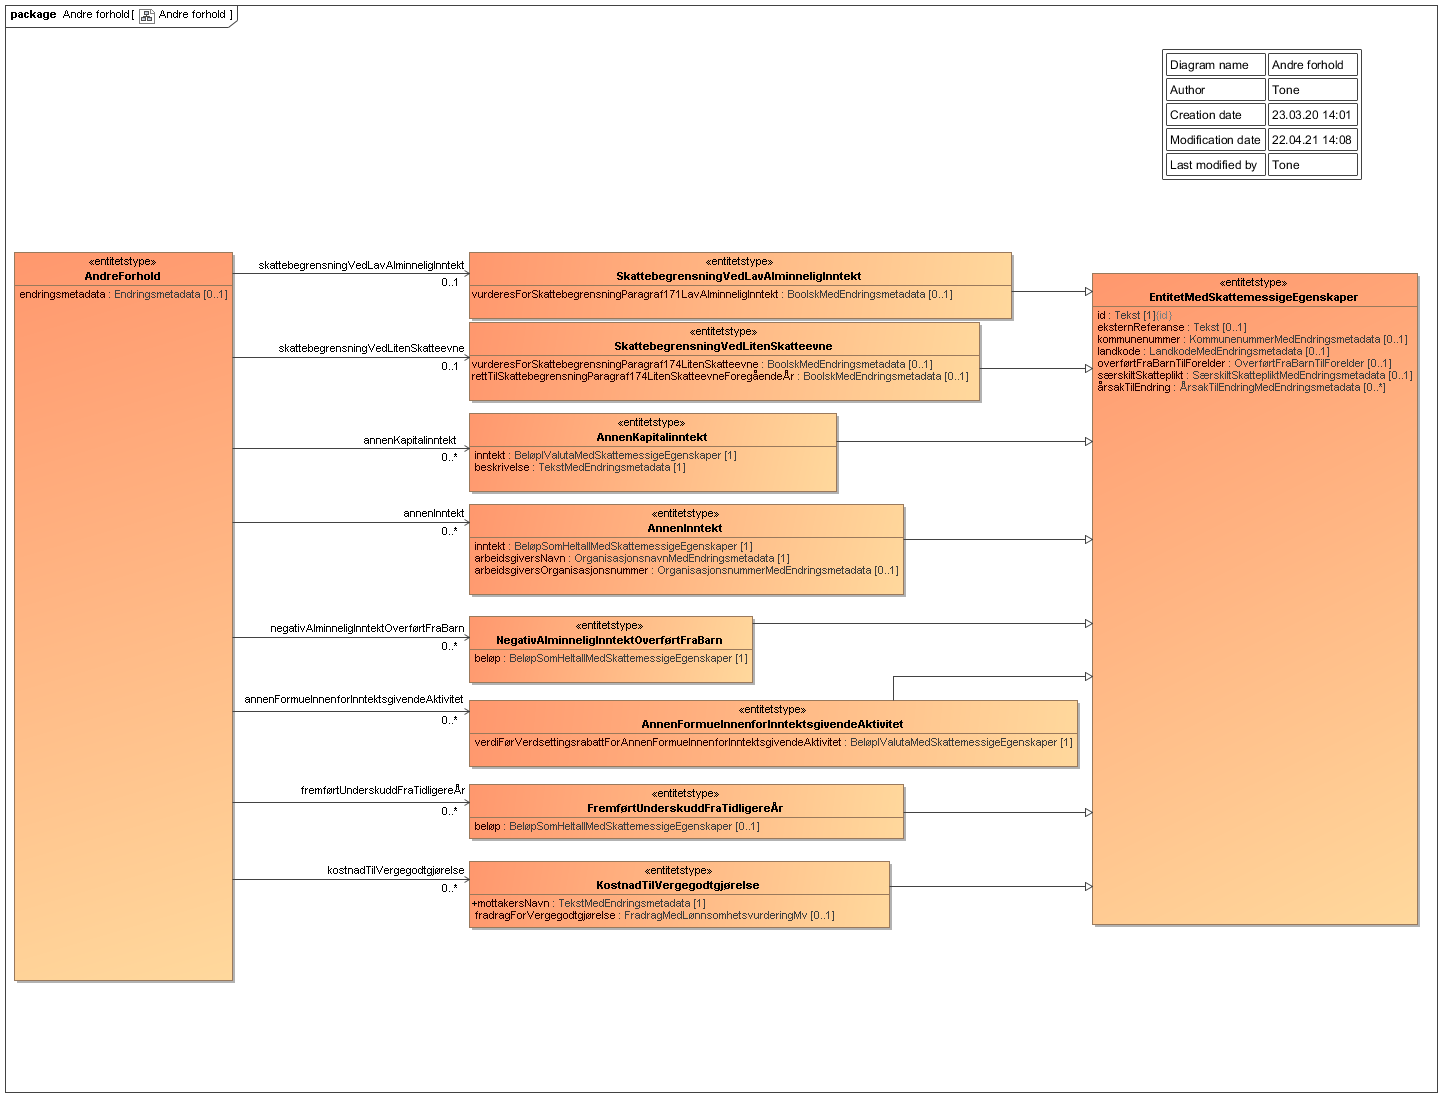 package Andre forhold [ Andre forhold ]
Diagram name Andre forhold
Author Tone
Creation date 23.03.20 14:01
Modification date 22.04.21 14:08
Last modified by Tone
«entitetstype»
AndreForhold
endringsmetadata : Endringsmetadata [0..1]
skattebegrensningVedLavAlminneligInntekt
0..1
skattebegrensningVedLitenSkatteevne
0..1
annenKapitalinntekt
0..*
annenInntekt
0..*
negativAlminneligInntektOverførtFraBarn
0..*
annenFormueInnenforInntektsgivendeAktivitet
0..*
fremførtUnderskuddFraTidligereÅr
0..*
kostnadTilVergegodtgjørelse
0..*
«entitetstype»
SkattebegrensningVedLavAlminneligInntekt
vurderesForSkattebegrensningParagraf171LavAlminneligInntekt : BoolskMedEndringsmetadata [0..1]
«entitetstype»
SkattebegrensningVedLitenSkatteevne
vurderesForSkattebegrensningParagraf174LitenSkatteevne : BoolskMedEndringsmetadata [0..1]
rettTilSkattebegrensningParagraf174LitenSkatteevneForegåendeÅr : BoolskMedEndringsmetadata [0..1]
«entitetstype»
AnnenKapitalinntekt
inntekt : BeløpIValutaMedSkattemessigeEgenskaper [1]
beskrivelse : TekstMedEndringsmetadata [1]
«entitetstype»
AnnenInntekt
inntekt : BeløpSomHeltallMedSkattemessigeEgenskaper [1]
arbeidsgiversNavn : OrganisasjonsnavnMedEndringsmetadata [1]
arbeidsgiversOrganisasjonsnummer : OrganisasjonsnummerMedEndringsmetadata [0..1]
«entitetstype»
NegativAlminneligInntektOverførtFraBarn
beløp : BeløpSomHeltallMedSkattemessigeEgenskaper [1]
«entitetstype»
AnnenFormueInnenforInntektsgivendeAktivitet
verdiFørVerdsettingsrabattForAnnenFormueInnenforInntektsgivendeAktivitet : BeløpIValutaMedSkattemessigeEgenskaper [1]
«entitetstype»
FremførtUnderskuddFraTidligereÅr
beløp : BeløpSomHeltallMedSkattemessigeEgenskaper [0..1]
«entitetstype»
KostnadTilVergegodtgjørelse
+mottakersNavn : TekstMedEndringsmetadata [1]
fradragForVergegodtgjørelse : FradragMedLønnsomhetsvurderingMv [0..1]
«entitetstype»
EntitetMedSkattemessigeEgenskaper
id : Tekst [1]{id}
eksternReferanse : Tekst [0..1]
kommunenummer : KommunenummerMedEndringsmetadata [0..1]
landkode : LandkodeMedEndringsmetadata [0..1]
overførtFraBarnTilForelder : OverførtFraBarnTilForelder [0..1]
særskiltSkatteplikt : SærskiltSkattepliktMedEndringsmetadata [0..1]
årsakTilEndring : ÅrsakTilEndringMedEndringsmetadata [0..*]